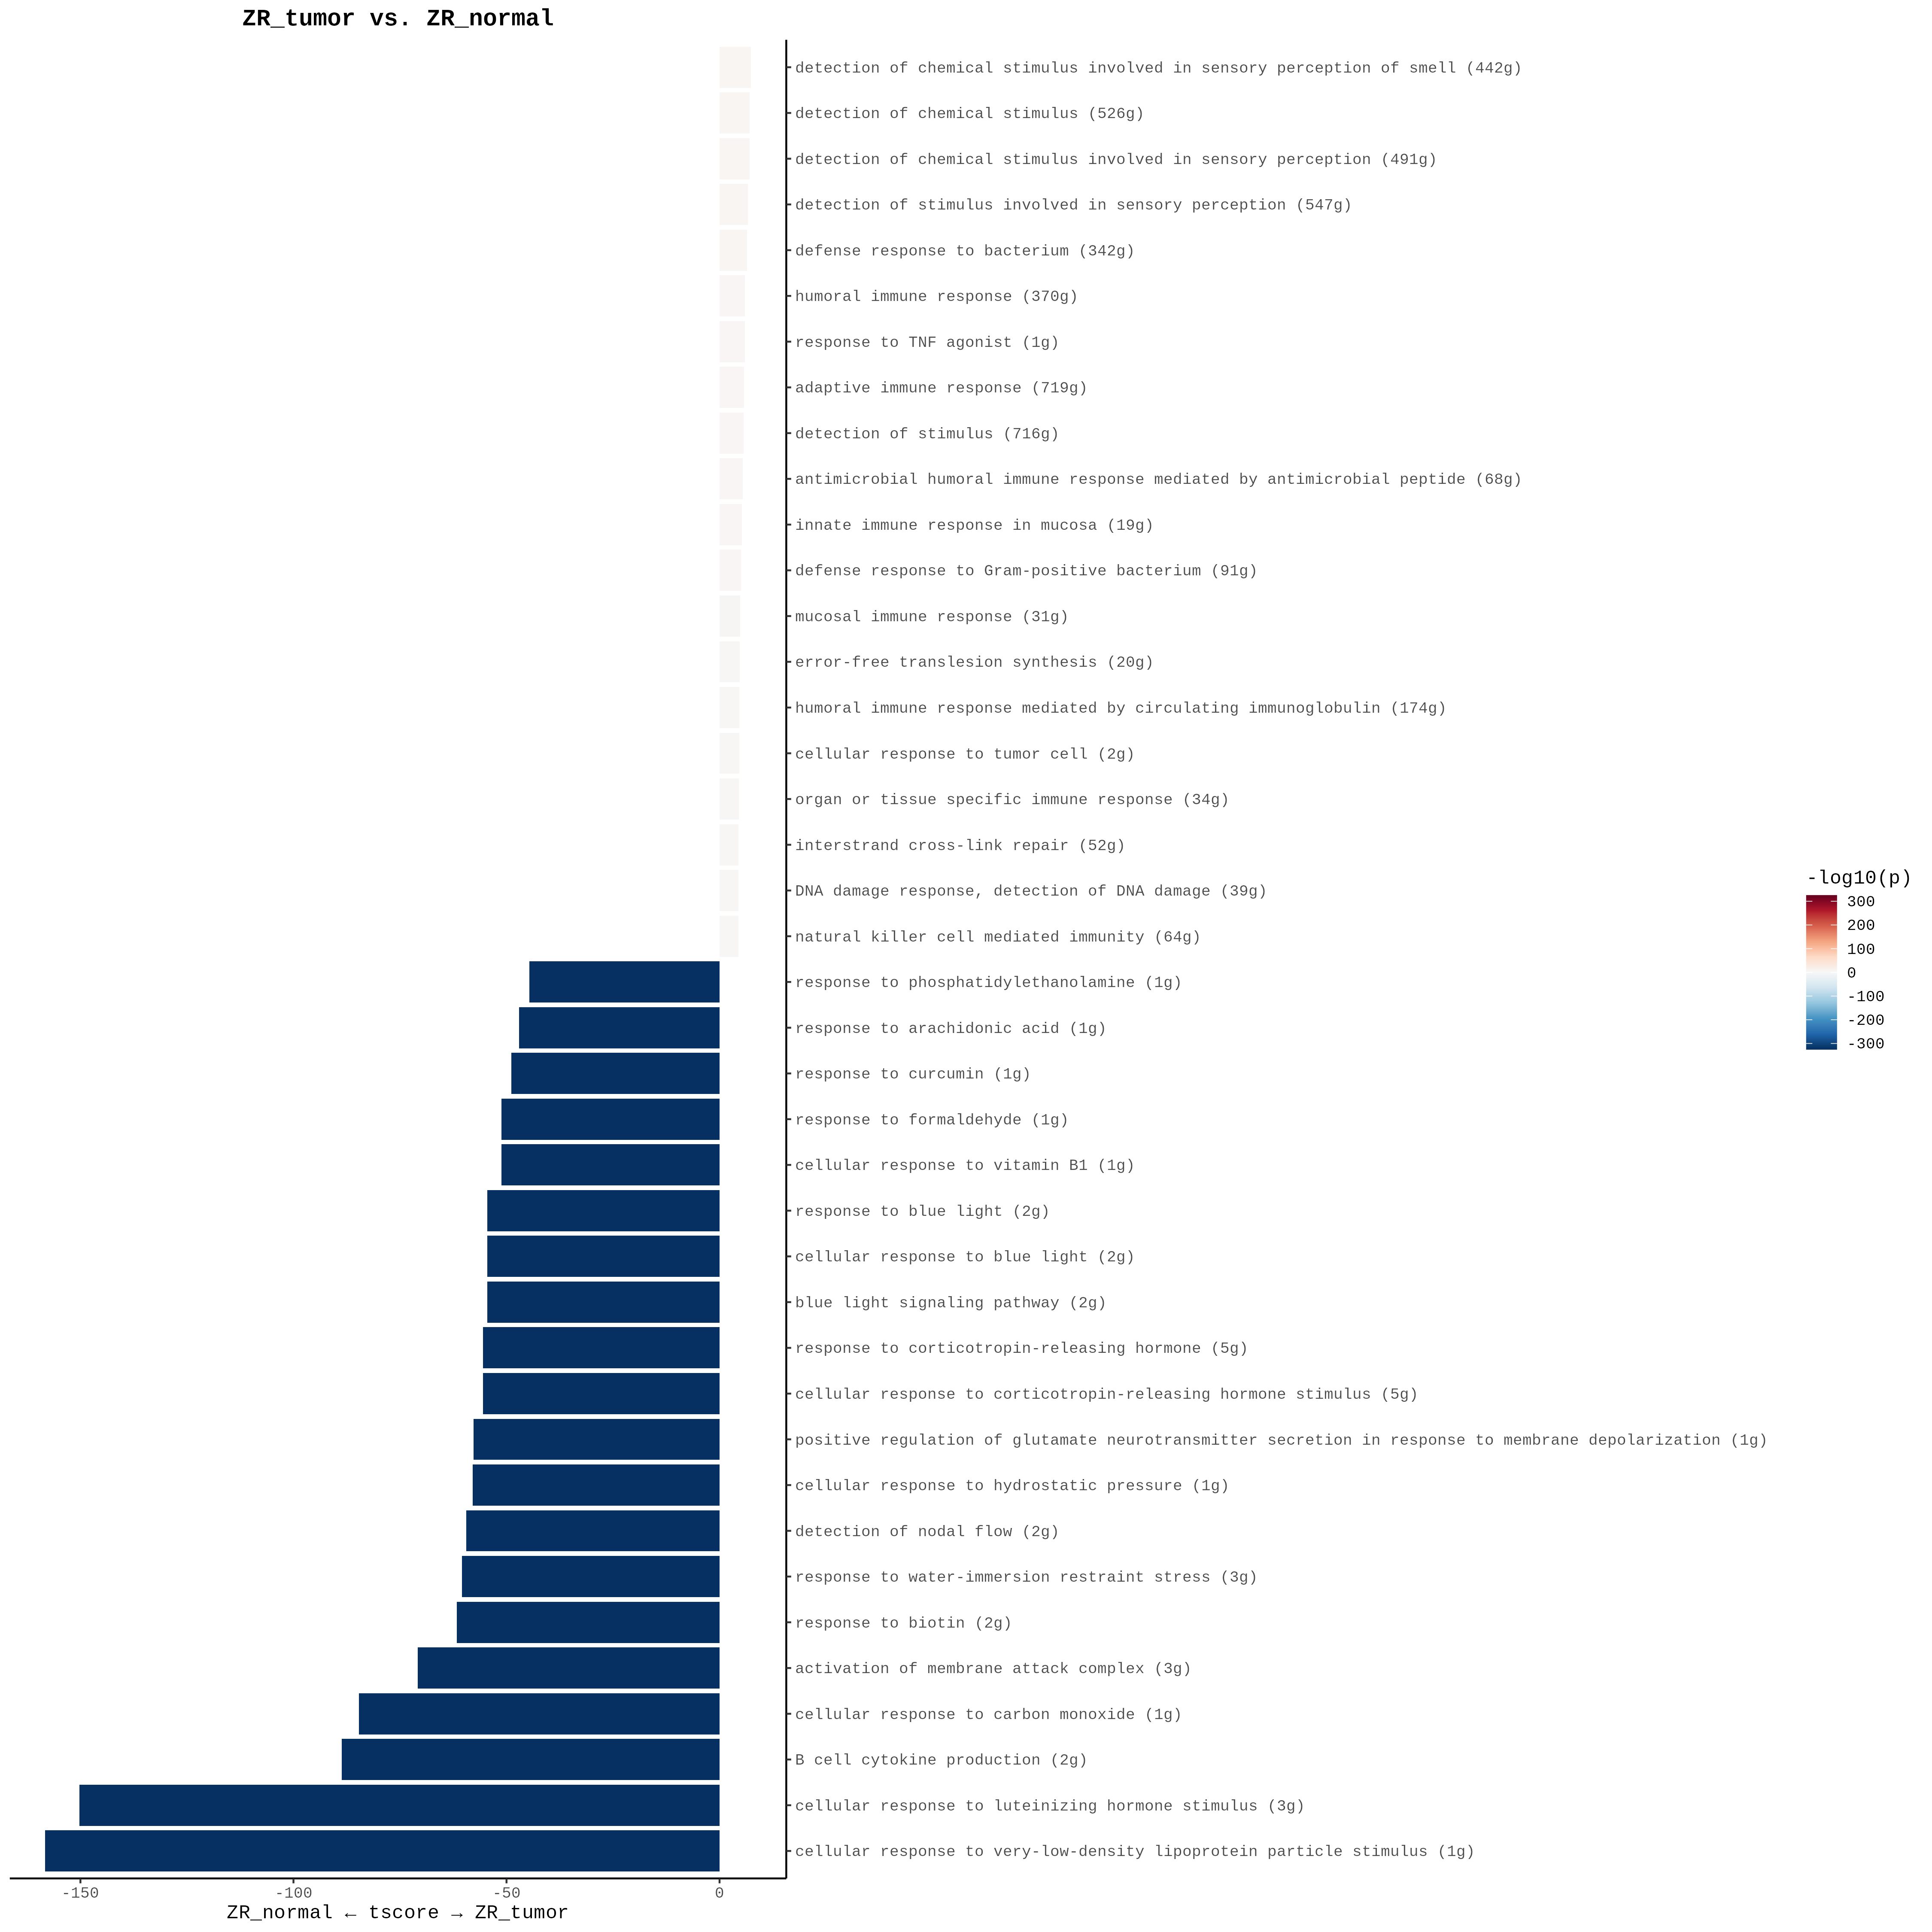 ZR_tumor vs. ZR_normal
detection of chemical stimulus involved in sensory perception of smell (442g)
detection of chemical stimulus (526g)
detection of chemical stimulus involved in sensory perception (491g)
detection of stimulus involved in sensory perception (547g)
defense response to bacterium (342g)
humoral immune response (370g)
response to TNF agonist (1g)
adaptive immune response (719g)
detection of stimulus (716g)
antimicrobial humoral immune response mediated by antimicrobial peptide (68g)
innate immune response in mucosa (19g)
defense response to Gram-positive bacterium (91g)
mucosal immune response (31g)
error-free translesion synthesis (20g)
humoral immune response mediated by circulating immunoglobulin (174g)
cellular response to tumor cell (2g)
organ or tissue specific immune response (34g)
interstrand cross-link repair (52g)
DNA damage response, detection of DNA damage (39g)
natural killer cell mediated immunity (64g)
response to phosphatidylethanolamine (1g)
response to arachidonic acid (1g)
response to curcumin (1g)
response to formaldehyde (1g)
cellular response to vitamin B1 (1g)
response to blue light (2g)
cellular response to blue light (2g)
blue light signaling pathway (2g)
response to corticotropin-releasing hormone (5g)
cellular response to corticotropin-releasing hormone stimulus (5g)
positive regulation of glutamate neurotransmitter secretion in response to membrane depolarization (1g)
cellular response to hydrostatic pressure (1g)
detection of nodal flow (2g)
response to water-immersion restraint stress (3g)
response to biotin (2g)
activation of membrane attack complex (3g)
cellular response to carbon monoxide (1g)
B cell cytokine production (2g)
cellular response to luteinizing hormone stimulus (3g)
cellular response to very-low-density lipoprotein particle stimulus (1g)
-150 -100 -50 0
ZR_normal ← tscore → ZR_tumor
-log10(p)
300
200
100
0
-100
-200
-300